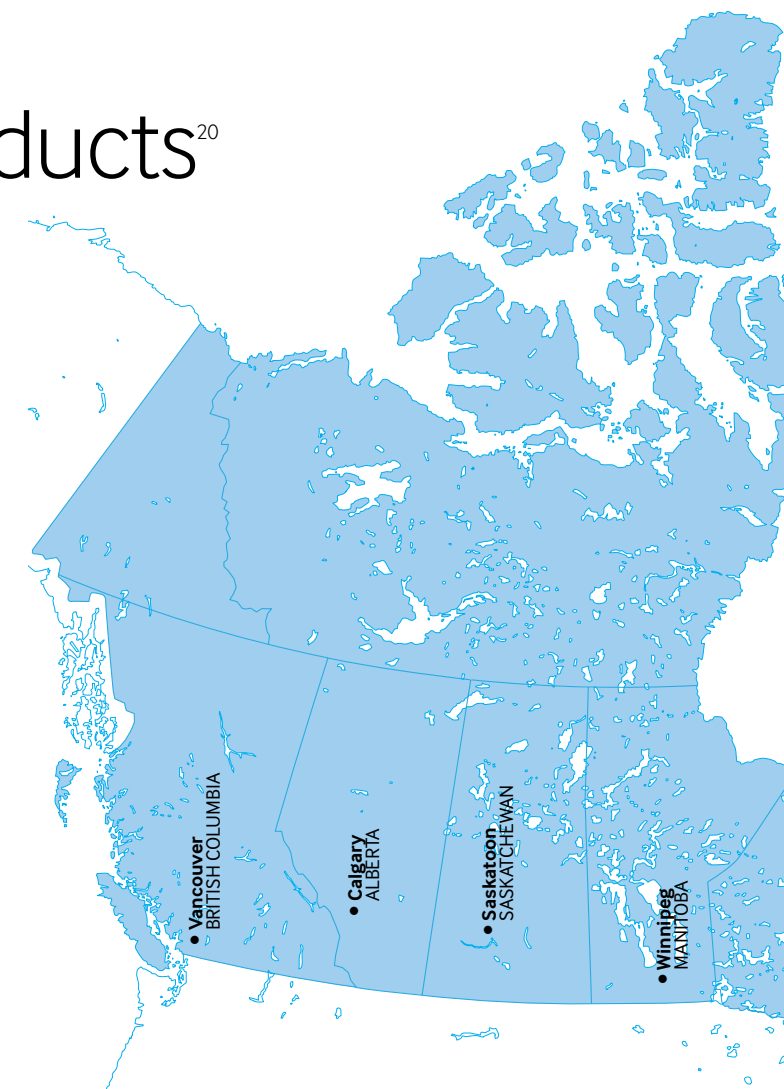 ducts20
Vancouver
BRITISH COLUMBIA
Calgary
ALBERTA
Saskatoon
SASKATCHEWAN
Winnipeg
MANITOBA